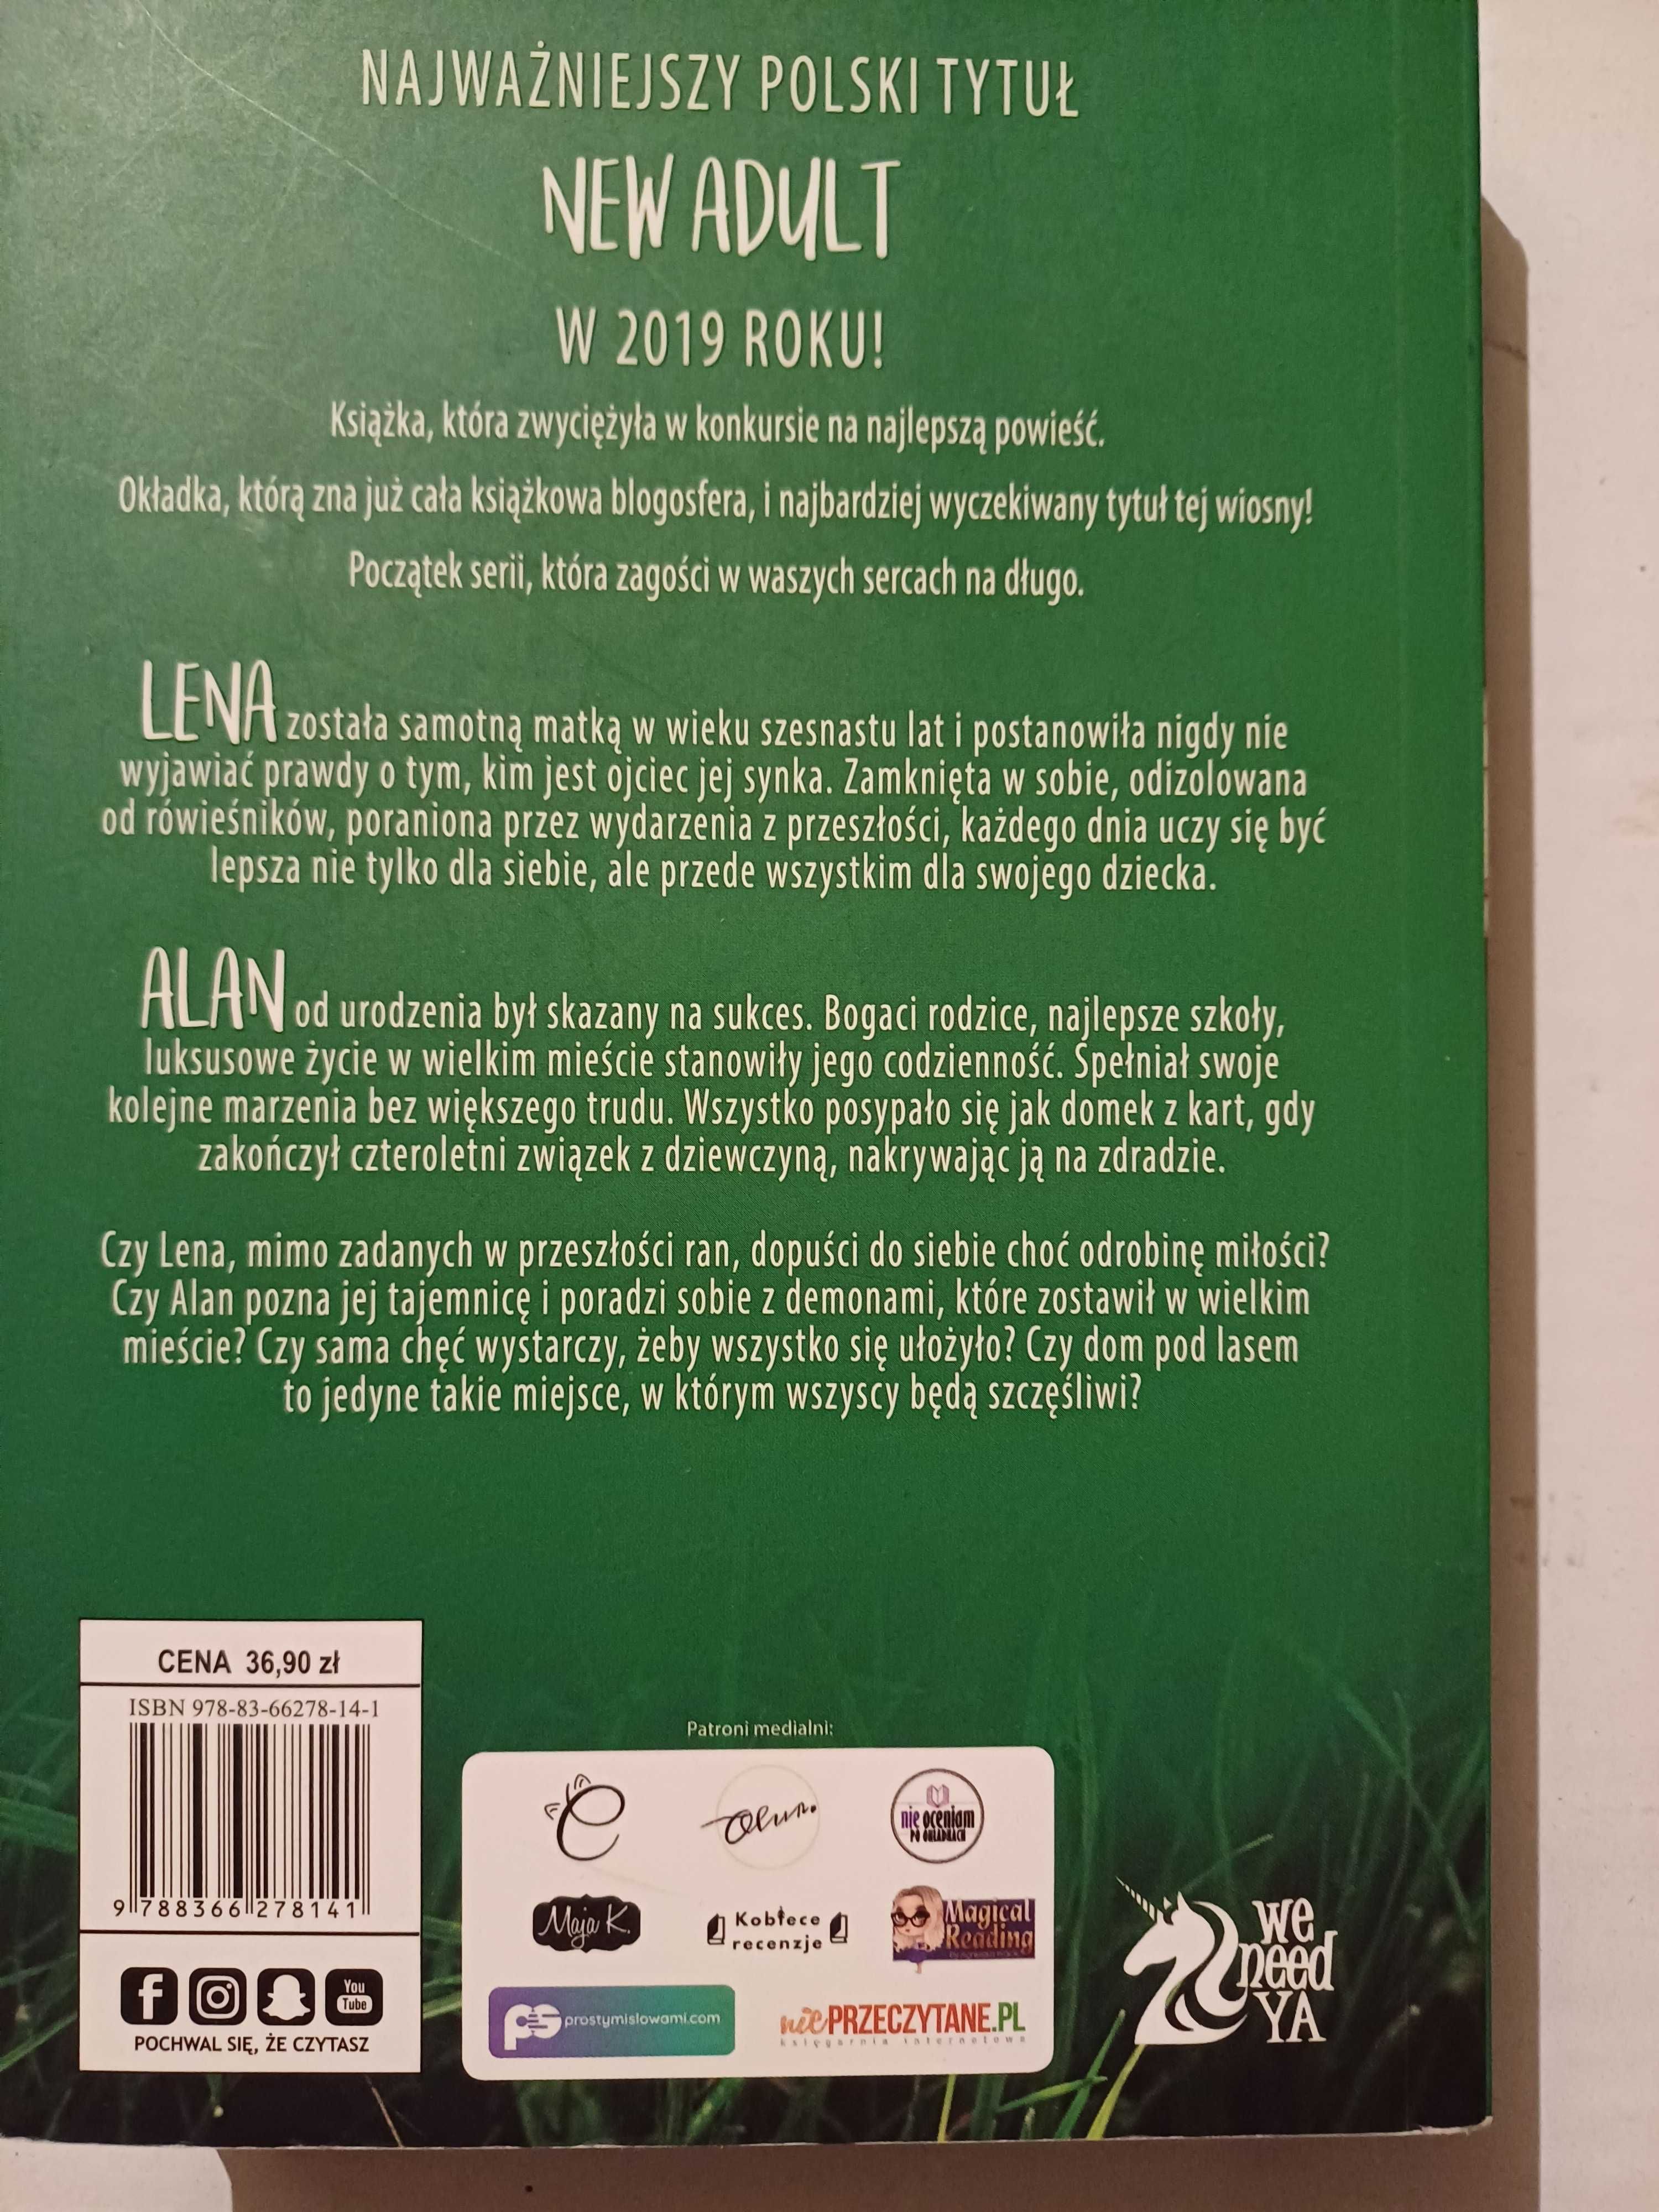 NAJWAŻNIEJSZY POLSKI TYTUŁ
NEW ADULT
W 2019 ROKU!
Książka, która zwyciężyła w konkursie na najlepszą powieść.
Okładka, którą zna już cała książkowa blogosfera, i najbardziej wyczekiwany tytuł tej wiosny!
Początek serii, która zagości w waszych sercach na długo.
LENA została samotną matką w wieku szesnastu lat i postanowiła nigdy nie
wyjawiać prawdy o tym, kim jest ojciec jej synka. Zamknięta w sobie, odizolowana
od rówieśników, poraniona przez wydarzenia z przeszłości, każdego dnia uczy się być
lepsza nie tylko dla siebie, ale przede wszystkim dla swojego dziecka.
ALAN od urodzenia był skazany na sukces. Bogaci rodzice, najlepsze szkoły,
luksusowe życie w wielkim mieście stanowiły jego codzienność. Spełniał swoje
kolejne marzenia bez większego trudu. Wszystko posypało się jak domek z kart, gdy
zakończył czteroletni związek z dziewczyną, nakrywając ją na zdradzie.
Czy Lena, mimo zadanych w przeszłości ran, dopuści do siebie choć odrobinę miłości?
Czy Alan pozna jej tajemnicę i poradzi sobie z demonami, które zostawił w wielkim
mieście? Czy sama chęć wystarczy, żeby wszystko się ułożyło? Czy dom pod lasem
to jedyne takie miejsce, w którym wszyscy będą szczęśliwi?
CENA 36,90 zł
ISBN 978-83-66278-14-1
9 788366 278141
You
Tube
POCHWAL SIĘ, ŻE CZYTASZ
Patroni medialni:
nie oceniam
po okładkach
Maja K.
Kobiece
recenzje
Magical
Reading
prostymislowami.com
niePRZECZYTANE.PL
księgarnia internetowa
we
need
YA